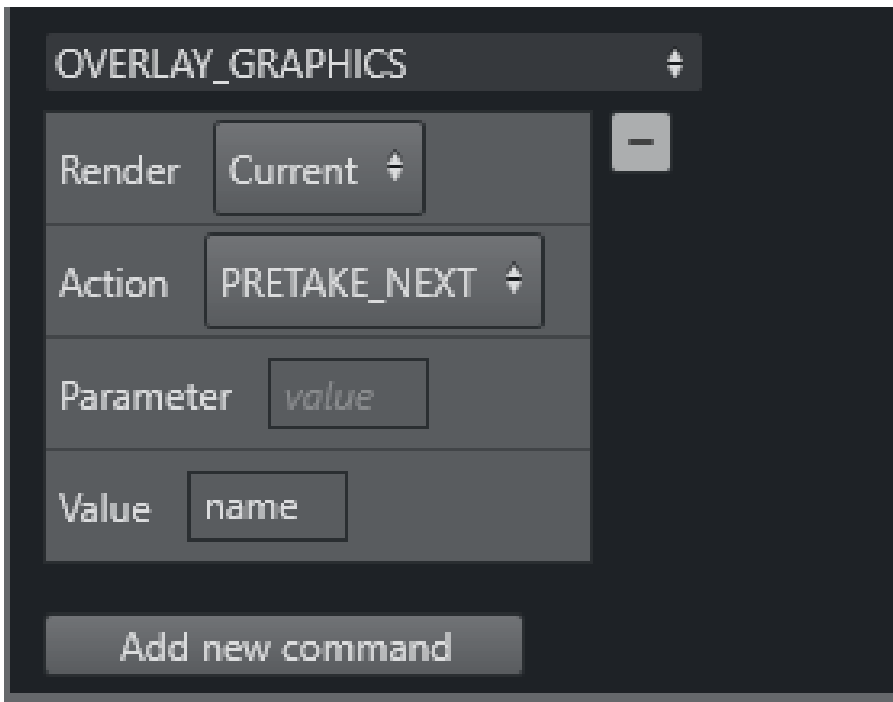 OVERLAY_GRAPHICS
Render Current
Action PRETAKE_NEXT
Parameter value
Value name
Add new command